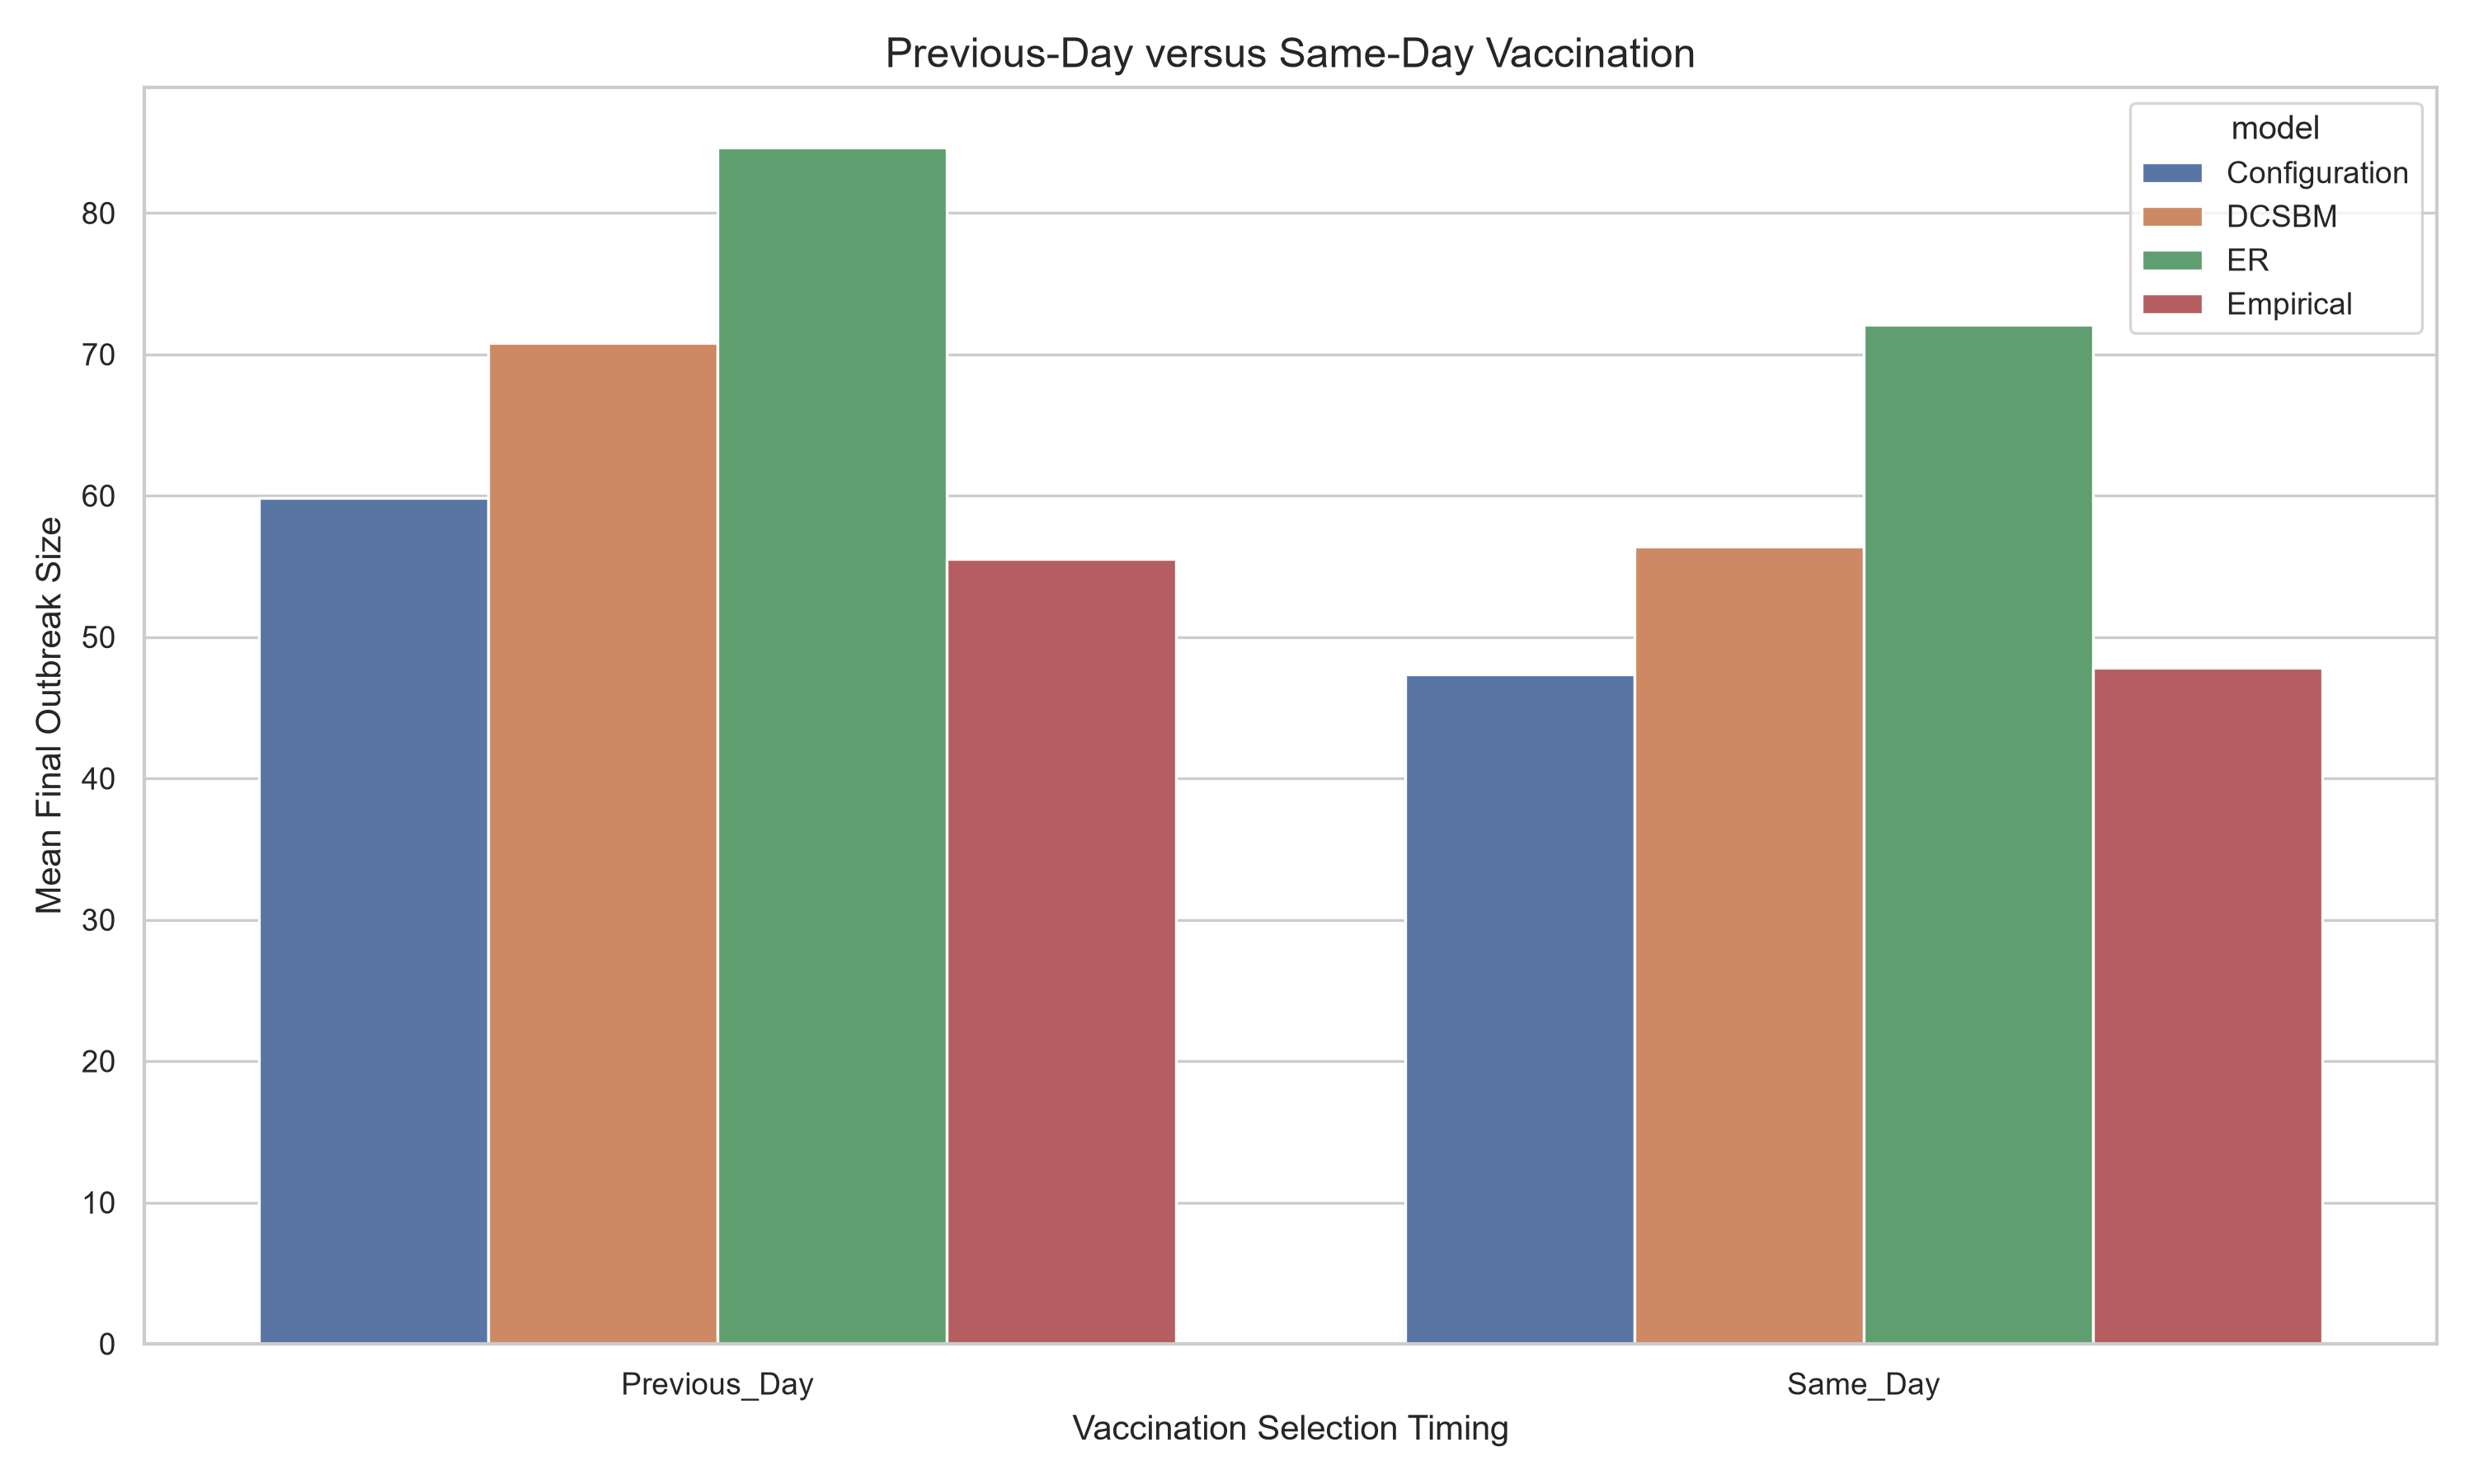 Previous-Day versus Same-Day Vaccination
model
Configuration
DCSBM
ER
Empirical
Mean Final Outbreak Size
80
70
60
50
40
30
20
10
0
Previous_Day
Same_Day
Vaccination Selection Timing